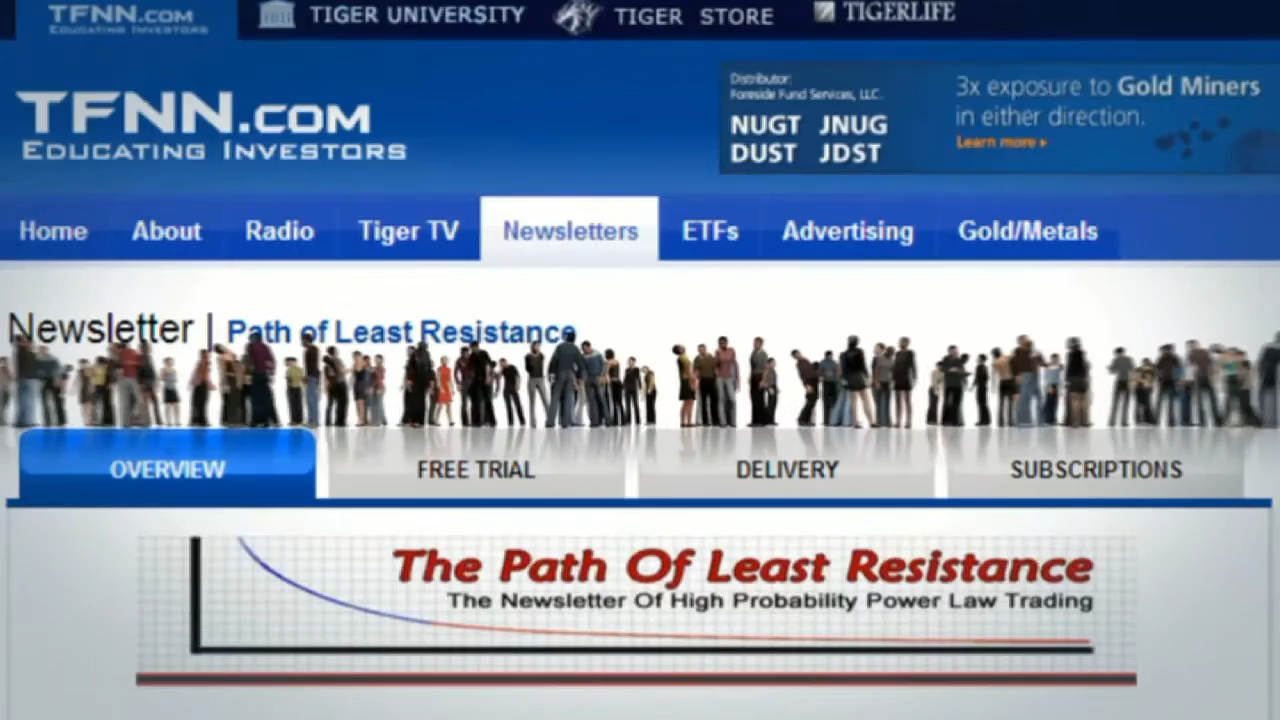 TFNN.COM
EDUCATING INVESTORS
TIGER UNIVERSITY
TIGER STORE
TIGERLIFE
TFNN.COM
EDUCATING INVESTORS
Distributor:
Foreside Fund Services, LLC.
NUGT JNUG
DUST JDST
3x exposure to Gold Miners
in either direction.
Learn more
Home About Radio Tiger TV Newsletters ETFs Advertising Gold/Metals
Newsletter | Path of Least Resistance
OVERVIEW FREE TRIAL DELIVERY SUBSCRIPTIONS
The Path Of Least Resistance
The Newsletter Of High Probability Power Law Trading